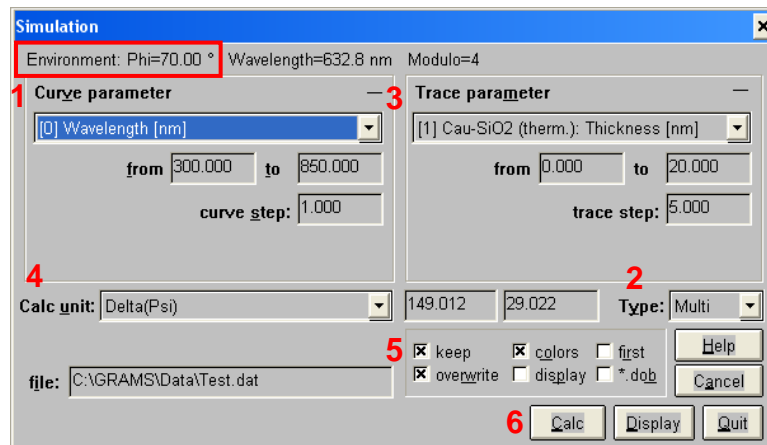 Simulation
Environment: Phi=70.00 ° Wavelength=632.8 nm Modulo=4
1 Curve parameter
3 Trace parameter
[0] Wavelength [nm]
[1] Cau-SiO2 (therm.): Thickness [nm]
from 300.000 to 850.000
from 0.000 to 20.000
curve step: 1.000
trace step: 5.000
4
2
Calc unit: Delta(Psi) 149.012 29.022 Type: Multi
5 keep colors first Help
overwrite display *.dob Cancel
file: C:\GRAMS\Data\Test.dat
6 Calc Display Quit